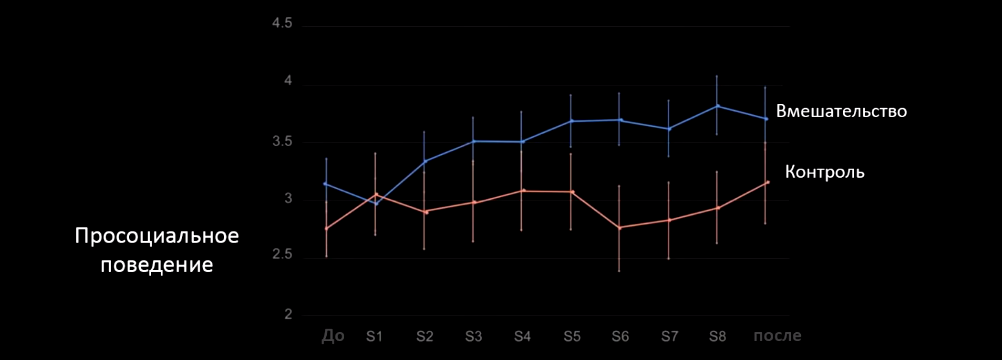 4.5
4
3.5
3
2.5
2
Вмешательство
Контроль
Просоциальное
поведение
До S1 S2 S3 S4 S5 S6 S7 S8 после